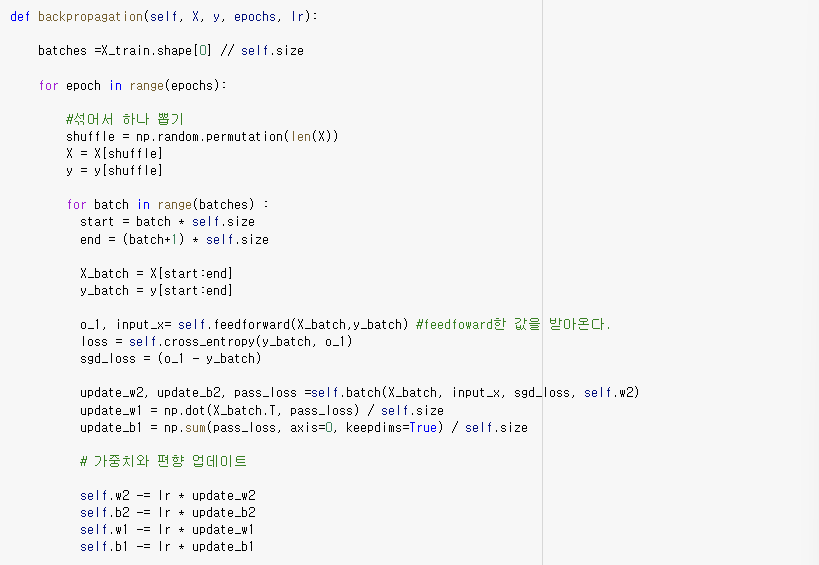 def backpropagation(self, X, y, epochs, lr):
batches =X_train.shape[0] // self.size
for epoch in range(epochs):
#섞어서 하나 뽑기
shuffle = np.random.permutation(len(X))
X = X[shuffle]
y = y[shuffle]
for batch in range(batches) :
start = batch * self.size
end = (batch+1) * self.size
X_batch = X[start:end]
y_batch = y[start:end]
o_1, input_x= self.feedforward(X_batch,y_batch) #feedfoward한 값을 받아온다.
loss = self.cross_entropy(y_batch, o_1)
sgd_loss = (o_1 - y_batch)
update_w2, update_b2, pass_loss =self.batch(X_batch, input_x, sgd_loss, self.w2)
update_w1 = np.dot(X_batch.T, pass_loss) / self.size
update_b1 = np.sum(pass_loss, axis=0, keepdims=True) / self.size
# 가중치와 편향 업데이트
self.w2 -= lr * update_w2
self.b2 -= lr * update_b2
self.w1 -= lr * update_w1
self.b1 -= lr * update_b1